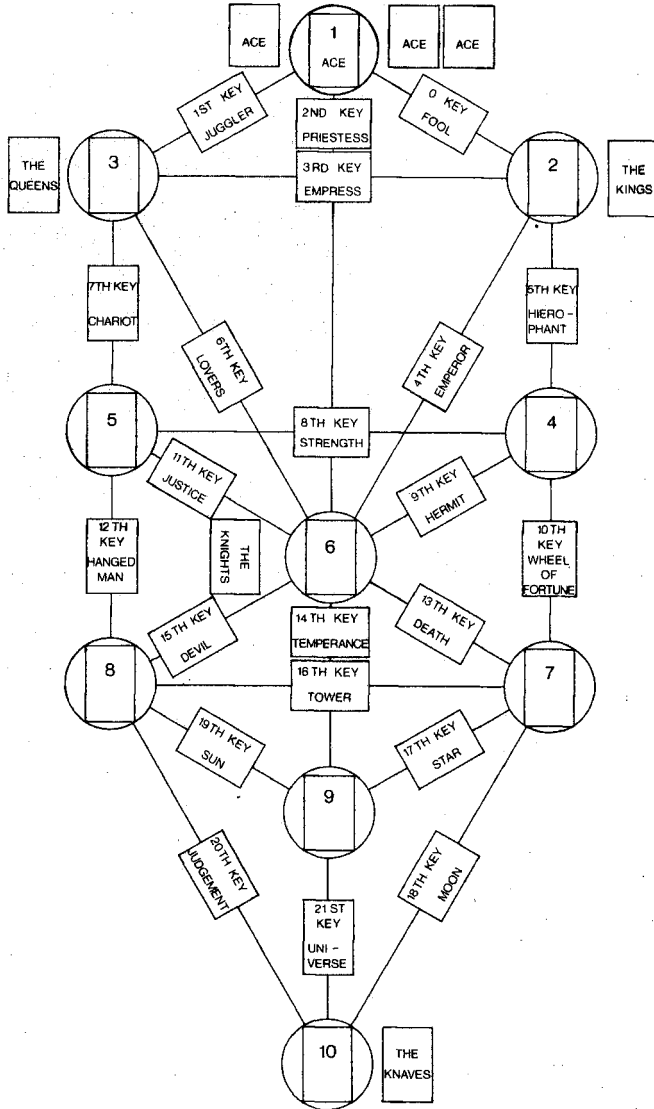 ACE
1
ACE
ACE
ACE
1ST KEY
JUGGLER
2ND KEY
PRIESTESS
0 KEY
FOOL
THE
QUEENS
3
3RD KEY
EMPRESS
2
THE
KINGS
7TH KEY
CHARIOT
6TH KEY
LOVERS
4TH KEY
EMPEROR
5TH KEY
HIERO-
PHANT
5
8TH KEY
STRENGTH
4
11TH KEY
JUSTICE
9TH KEY
HERMIT
12TH
KEY
HANGED
MAN
THE
KNIGHTS
6
10TH
KEY
WHEEL
OF
FORTUNE
15TH KEY
DEVIL
14TH KEY
TEMPERANCE
13TH KEY
DEATH
8
16TH KEY
TOWER
7
19TH KEY
SUN
17TH KEY
STAR
9
20TH KEY
JUDGEMENT
18TH KEY
MOON
21ST
KEY
UNI-
VERSE
10
THE
KNAVES